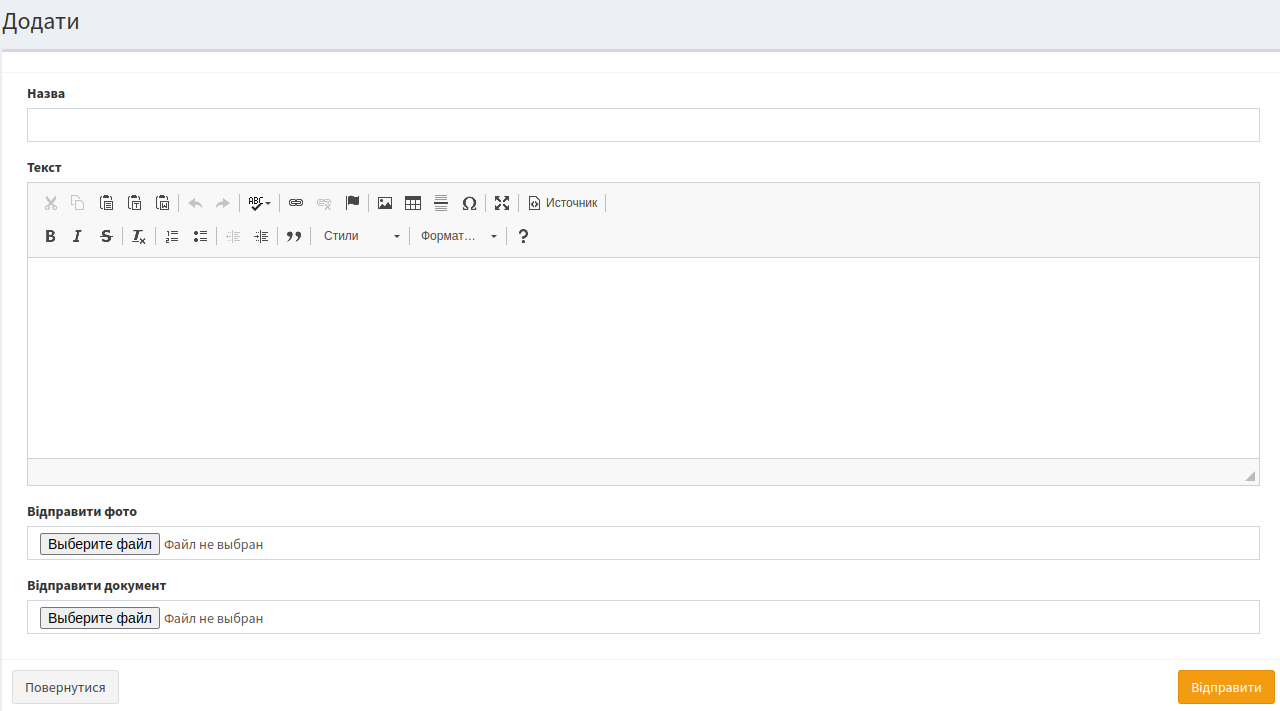 Додати
Назва
Текст
Источник
Стили
Формат...
Відправити фото
Выберите файл Файл не выбран
Відправити документ
Выберите файл Файл не выбран
Повернутися
Відправити